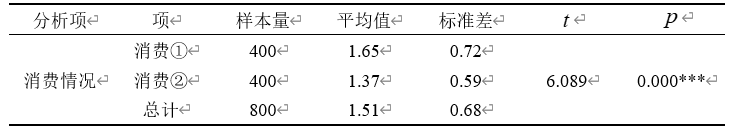 分析项 项 样本量 平均值 标准差 t p
消费① 400 1.65 0.72
消费情况 消费② 400 1.37 0.59 6.089 0.000***
总计 800 1.51 0.68